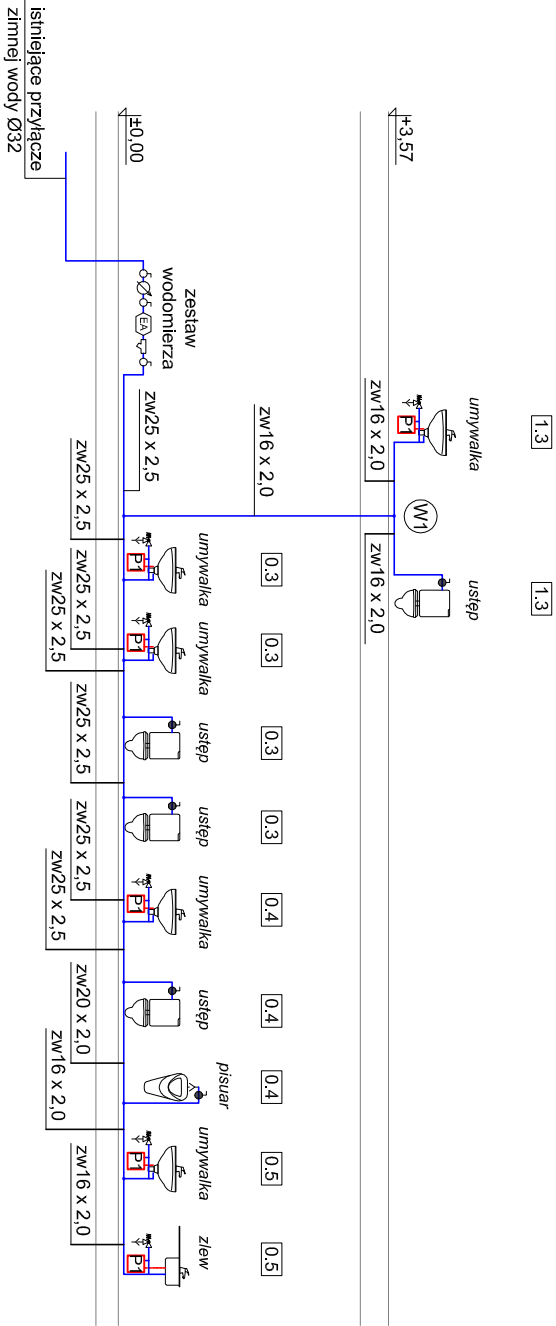 1.3
1.3
umywalka
ustęp
P1
W1
zw16 x 2,0
zw16 x 2,0
+3,57
zw16 x 2,0
0.3
0.3
0.3
0.3
0.4
0.4
0.4
0.5
0.5
umywalka
umywalka
ustęp
ustęp
umywalka
ustęp
pisuar
umywalka
zlew
zestaw
wodomierza
EA
zw25 x 2,5
P1
P1
P1
P1
P1
±0,00
zw25 x 2,5
zw25 x 2,5
zw25 x 2,5
zw25 x 2,5
zw25 x 2,5
zw25 x 2,5
zw20 x 2,0
zw16 x 2,0
zw16 x 2,0
istniejące przyłącze
zimnej wody Ø32